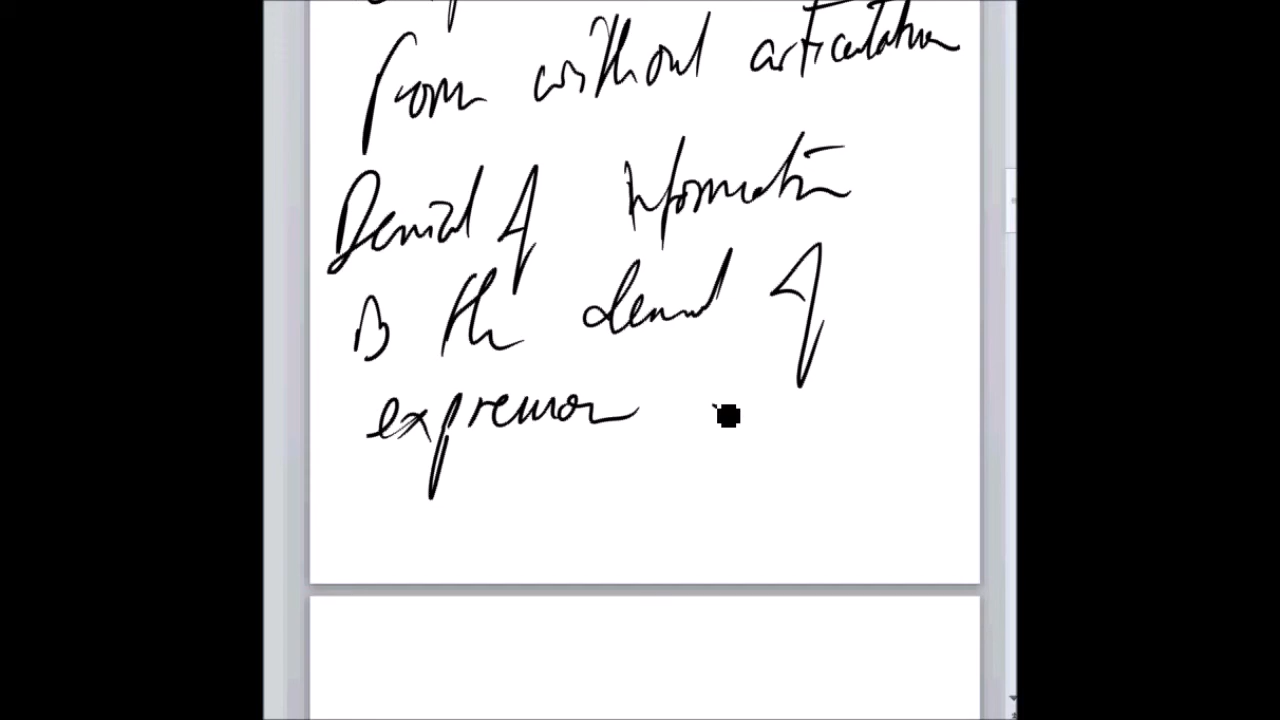 from without articulation
Denial of Information
is the denial of
expression